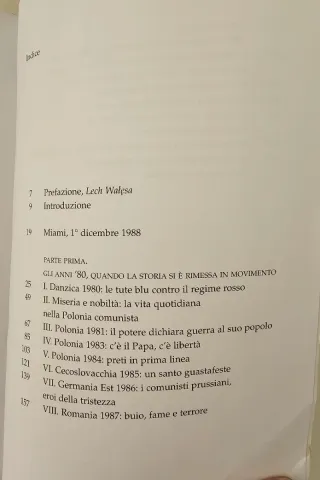 Indice
7 Prefazione, Lech Wałęsa
9 Introduzione
19 Miami, 1° dicembre 1988
PARTE PRIMA.
GLI ANNI '80, QUANDO LA STORIA SI È RIMESSA IN MOVIMENTO
25 I. Danzica 1980: le tute blu contro il regime rosso
49 II. Miseria e nobiltà: la vita quotidiana
nella Polonia comunista
67 III. Polonia 1981: il potere dichiara guerra al suo popolo
85 IV. Polonia 1983: c'è il Papa, c'è libertà
103 V. Polonia 1984: preti in prima linea
121 VI. Cecoslovacchia 1985: un santo guastafeste
139 VII. Germania Est 1986: i comunisti prussiani,
eroi della tristezza
157 VIII. Romania 1987: buio, fame e terrore